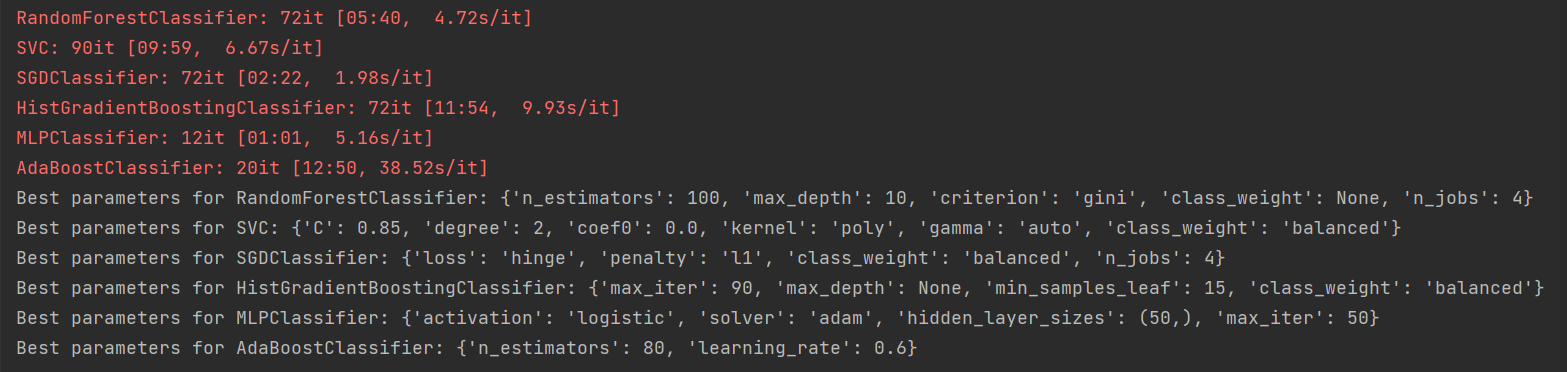 RandomForestClassifier: 72it [05:40,  4.72s/it]
SVC: 90it [09:59,  6.67s/it]
SGDClassifier: 72it [02:22,  1.98s/it]
HistGradientBoostingClassifier: 72it [11:54,  9.93s/it]
MLPClassifier: 12it [01:01,  5.16s/it]
AdaBoostClassifier: 20it [12:50, 38.52s/it]
Best parameters for RandomForestClassifier: {'n_estimators': 100, 'max_depth': 10, 'criterion': 'gini', 'class_weight': None, 'n_jobs': 4}
Best parameters for SVC: {'C': 0.85, 'degree': 2, 'coef0': 0.0, 'kernel': 'poly', 'gamma': 'auto', 'class_weight': 'balanced'}
Best parameters for SGDClassifier: {'loss': 'hinge', 'penalty': 'l1', 'class_weight': 'balanced', 'n_jobs': 4}
Best parameters for HistGradientBoostingClassifier: {'max_iter': 90, 'max_depth': None, 'min_samples_leaf': 15, 'class_weight': 'balanced'}
Best parameters for MLPClassifier: {'activation': 'logistic', 'solver': 'adam', 'hidden_layer_sizes': (50,), 'max_iter': 50}
Best parameters for AdaBoostClassifier: {'n_estimators': 80, 'learning_rate': 0.6}